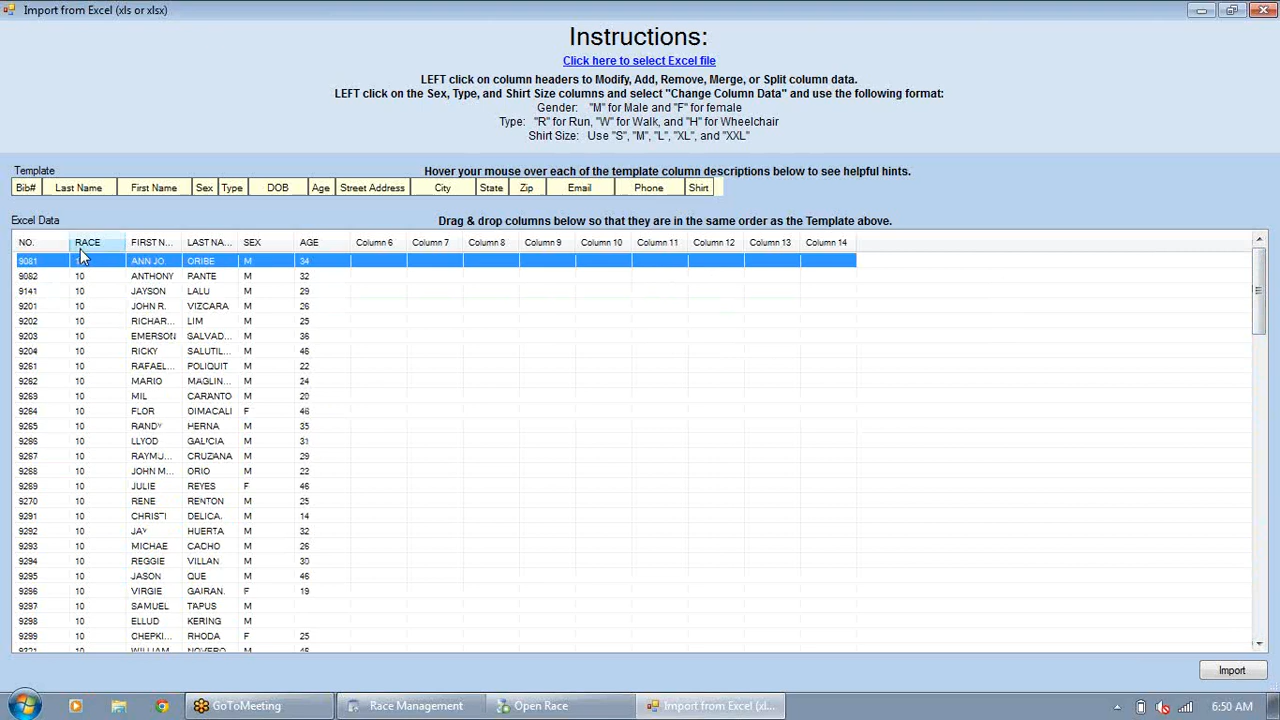 Import from Excel (xls or xlsx)
Instructions:
Click here to select Excel file
LEFT click on column headers to Modify, Add, Remove, Merge, or Split column data.
LEFT click on the Sex, Type, and Shirt Size columns and select "Change Column Data" and use the following format:
Gender: "M" for Male and "F" for female
Type: "R" for Run, "W" for Walk, and "H" for Wheelchair
Shirt Size: Use "S", "M", "L", "XL", and "XXL"
Template Hover your mouse over each of the template column descriptions below to see helpful hints.
Bib# Last Name First Name Sex Type DOB Age Street Address City State Zip Email Phone Shirt
Excel Data Drag & drop columns below so that they are in the same order as the Template above.
NO. RACE FIRST N... LAST NA... SEX AGE Column 6 Column 7 Column 8 Column 9 Column 10 Column 11 Column 12 Column 13 Column 14
9081 ANN JO. ORIBE M 34
9082 10 ANTHONY PANTE M 32
9141 10 JAYSON LALU M 29
9201 10 JOHN R. VIZCARA M 26
9202 10 RICHAR... LIM M 25
9203 10 EMERSON GALVAD... M 36
9204 10 RICKY SALUTIL... M 46
9261 10 RAFAEL... POLIQUIT M 22
9262 10 MARIO MAGLIN... M 24
9263 10 MIL CARANTO M 20
9264 10 FLOR DIMACALI F 46
9265 10 RANDY HERNA M 35
9266 10 LLYOD GALICIA M 31
9267 10 RAYMJ... CRUZANA M 29
9268 10 JOHN M... ORIO M 22
9269 10 JULIE REYES F 46
9270 10 RENE RENTON M 25
9291 10 CHRISTI DELICA. M 14
9292 10 JAY HUERTA M 32
9293 10 MICHAE CACHO M 26
9294 10 REGGIE VILLAN M 30
9295 10 JASON QUE M 46
9296 10 VIRGIE GAIRAN. F 19
9297 10 SAMUEL TAPUS M
9298 10 ELLUD KERING M
9299 10 CHEPKI... RHODA F 25
9321 10 WILLIAM NOVERO M
Import
GoToMeeting Race Management Open Race Import from Excel (xl... 6:50 AM